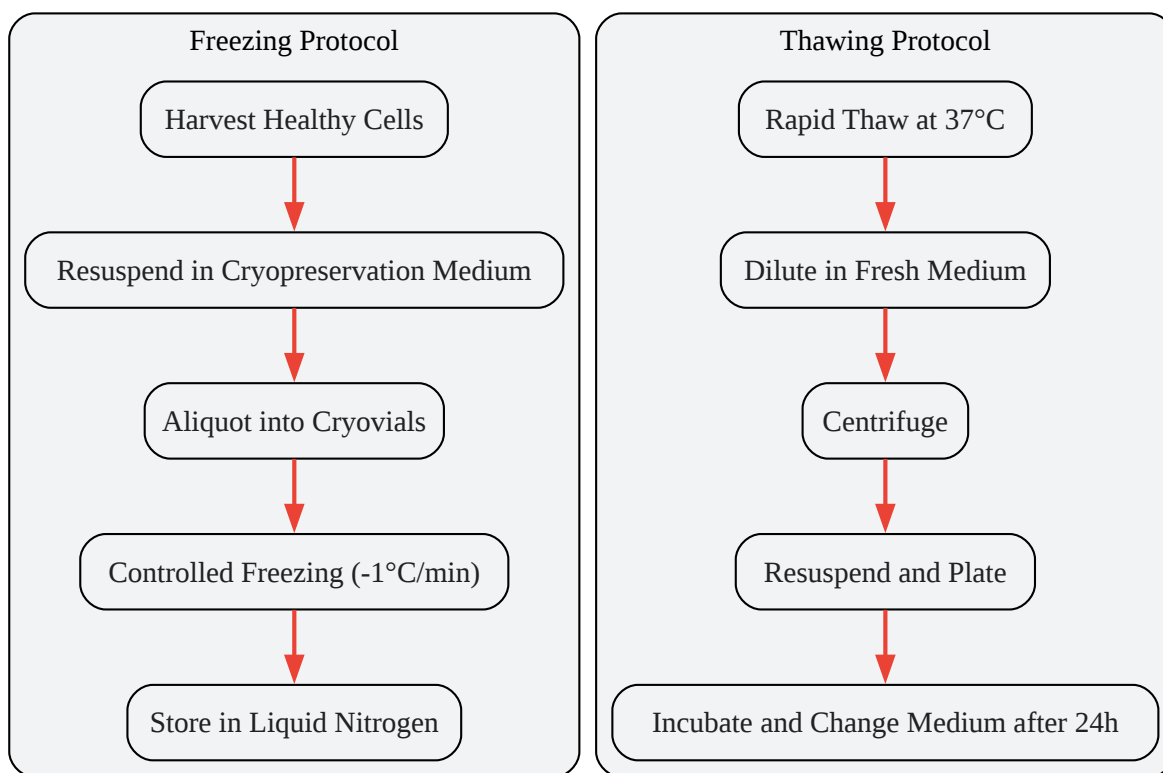 Freezing Protocol
Harvest Healthy Cells
Resuspend in Cryopreservation Medium
Aliquot into Cryovials
Controlled Freezing (-1°C/min)
Store in Liquid Nitrogen
Thawing Protocol
Rapid Thaw at 37°C
Dilute in Fresh Medium
Centrifuge
Resuspend and Plate
Incubate and Change Medium after 24h